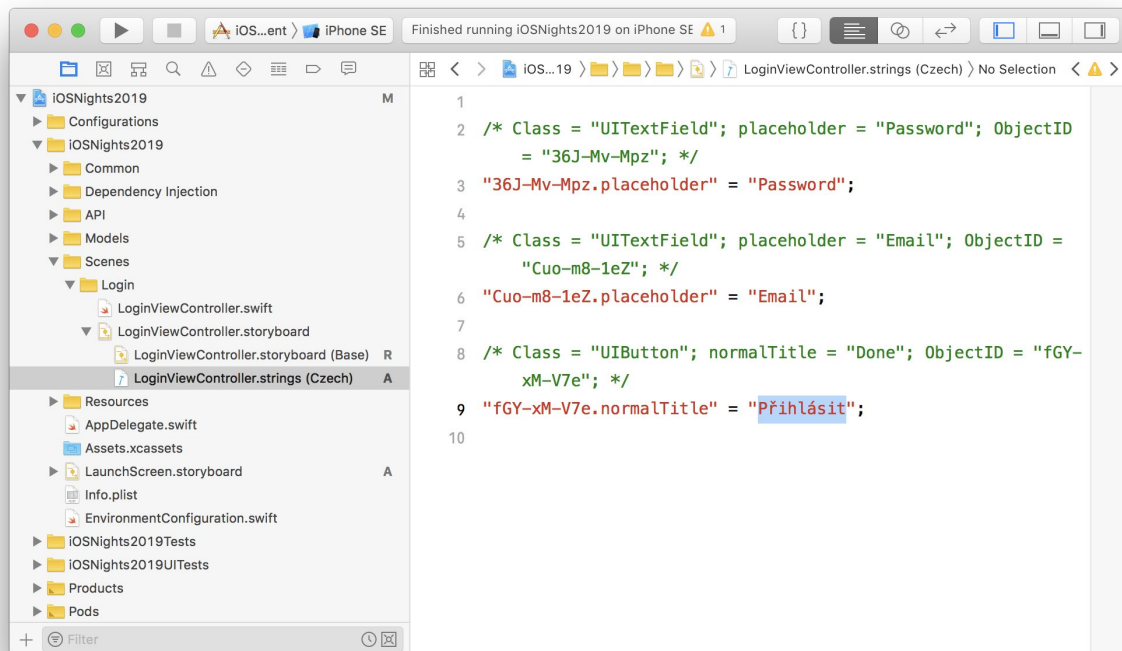 iOS...ent 〉 iPhone SE
Finished running iOSNights2019 on iPhone SE 1
iOS...19 〉 〉 〉 〉 〉 LoginViewController.strings (Czech) 〉 No Selection
iOSNights2019 M
Configurations
iOSNights2019
Common
Dependency Injection
API
Models
Scenes
Login
LoginViewController.swift
LoginViewController.storyboard
LoginViewController.storyboard (Base) R
LoginViewController.strings (Czech) A
Resources
AppDelegate.swift
Assets.xcassets
LaunchScreen.storyboard A
Info.plist
EnvironmentConfiguration.swift
iOSNights2019Tests
iOSNights2019UITests
Products
Pods
Filter
1
2 /* Class = "UITextField"; placeholder = "Password"; ObjectID
= "36J-Mv-Mpz"; */
3 "36J-Mv-Mpz.placeholder" = "Password";
4
5 /* Class = "UITextField"; placeholder = "Email"; ObjectID =
"Cuo-m8-1eZ"; */
6 "Cuo-m8-1eZ.placeholder" = "Email";
7
8 /* Class = "UIButton"; normalTitle = "Done"; ObjectID = "fGY-
xM-V7e"; */
9 "fGY-xM-V7e.normalTitle" = "Přihlásit";
10